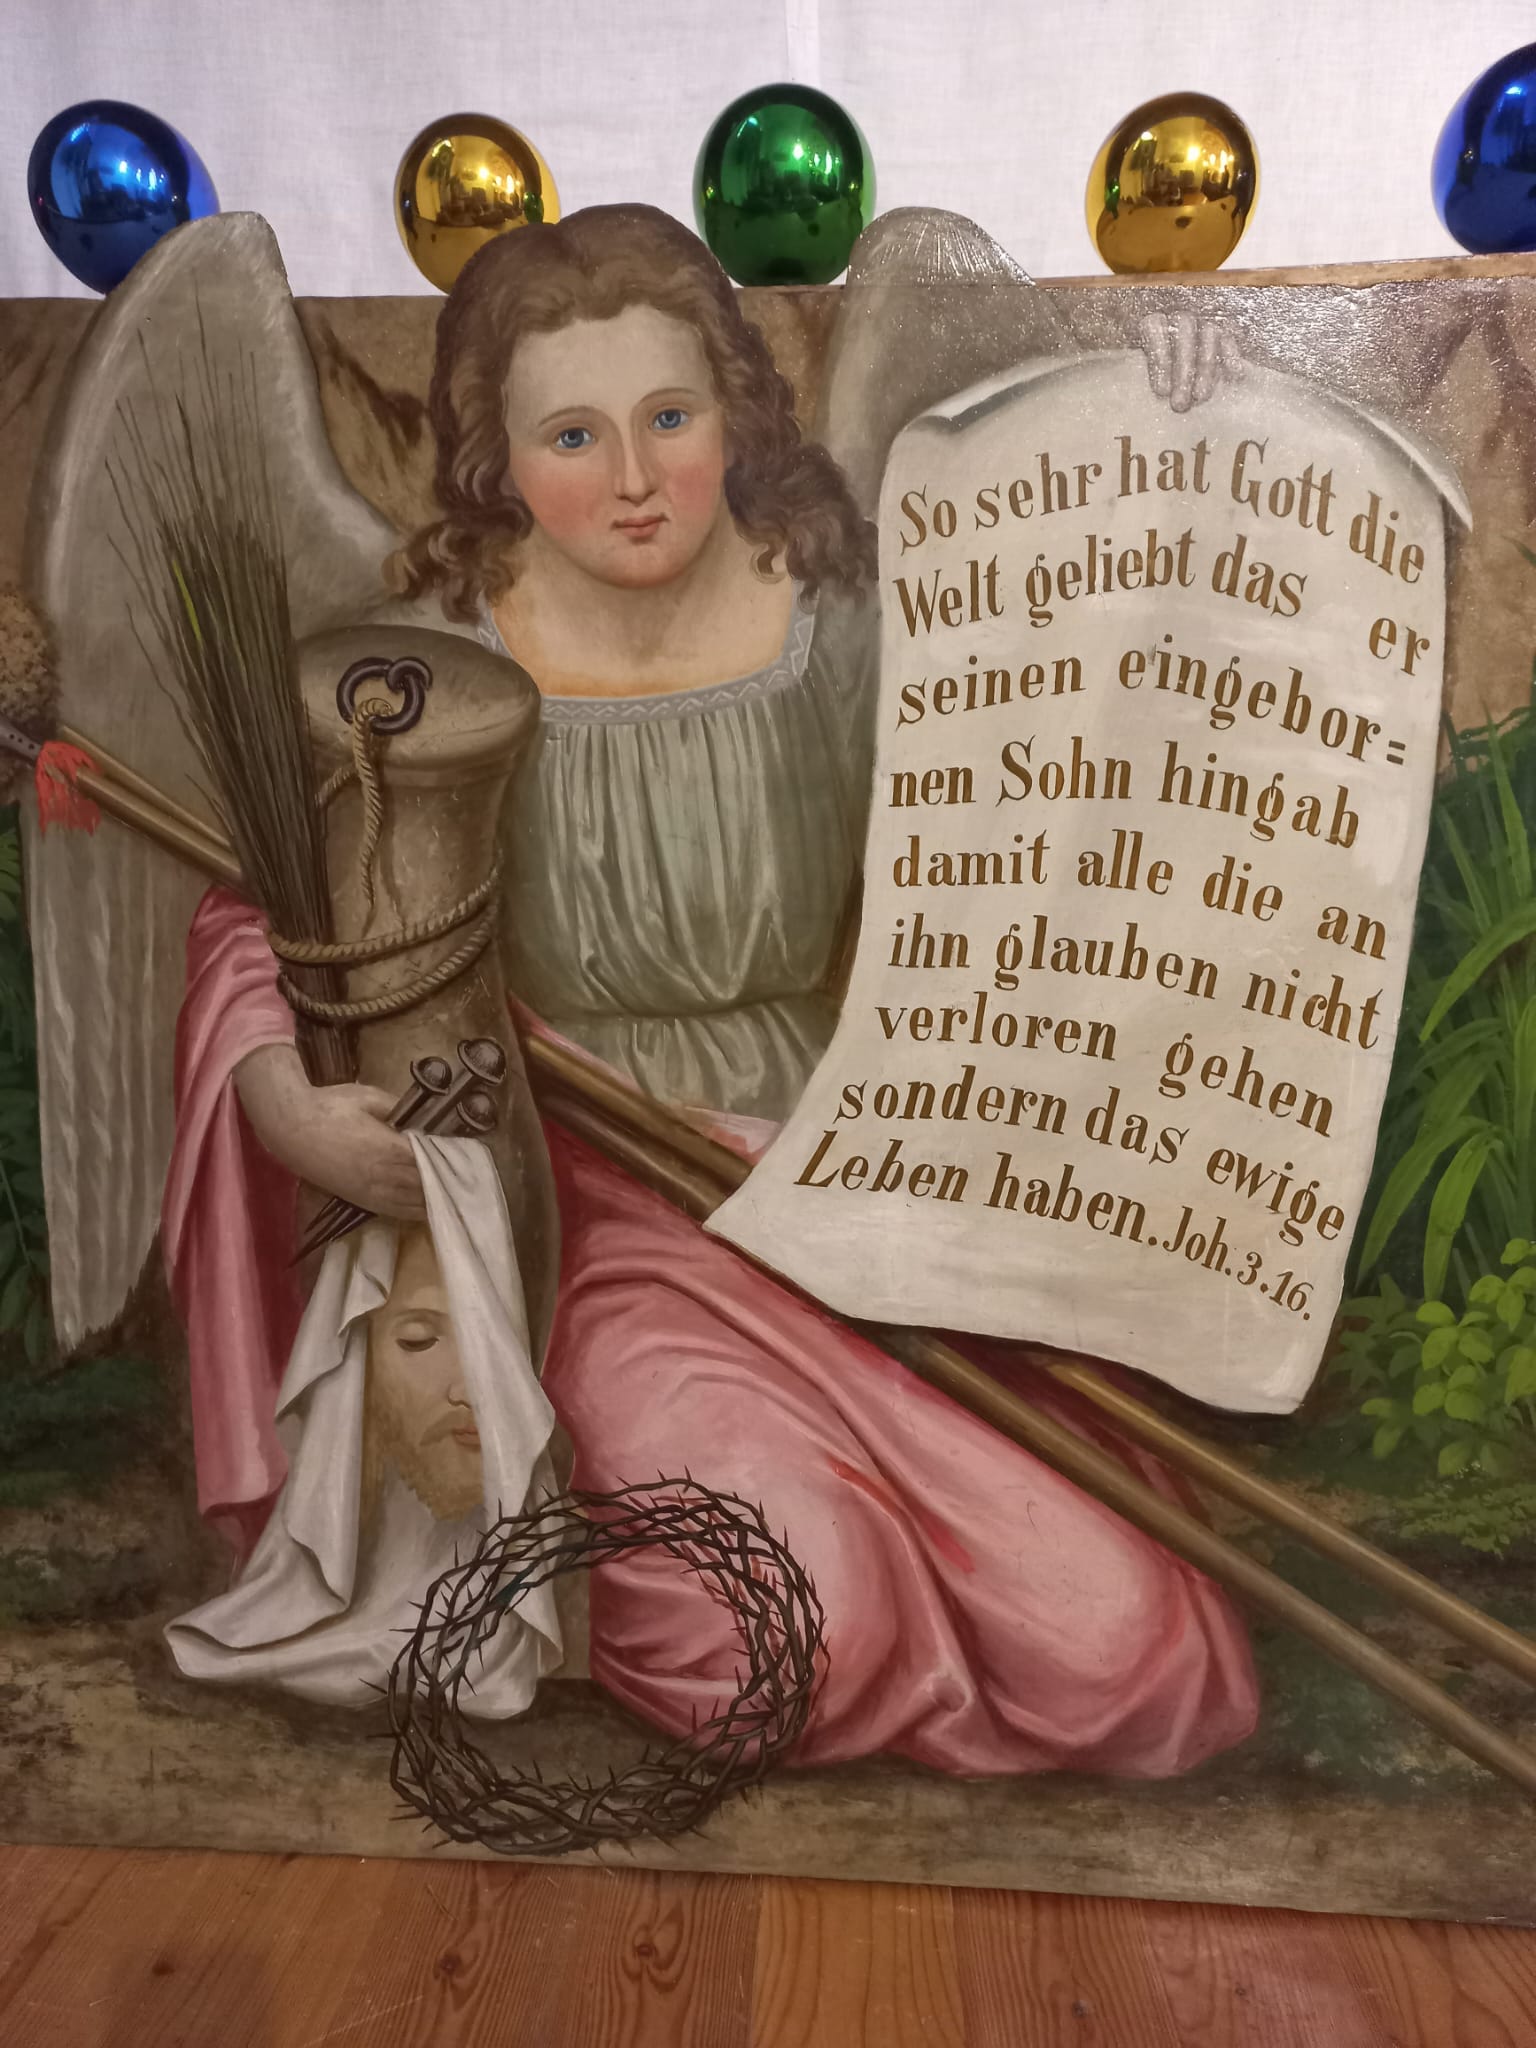 So sehr hat Gott die
Welt geliebt das er
seinen eingebor=
nen Sohn hingab
damit alle die an
ihn glauben nicht
verloren gehen
sondern das ewige
Leben haben. Joh. 3. 16.